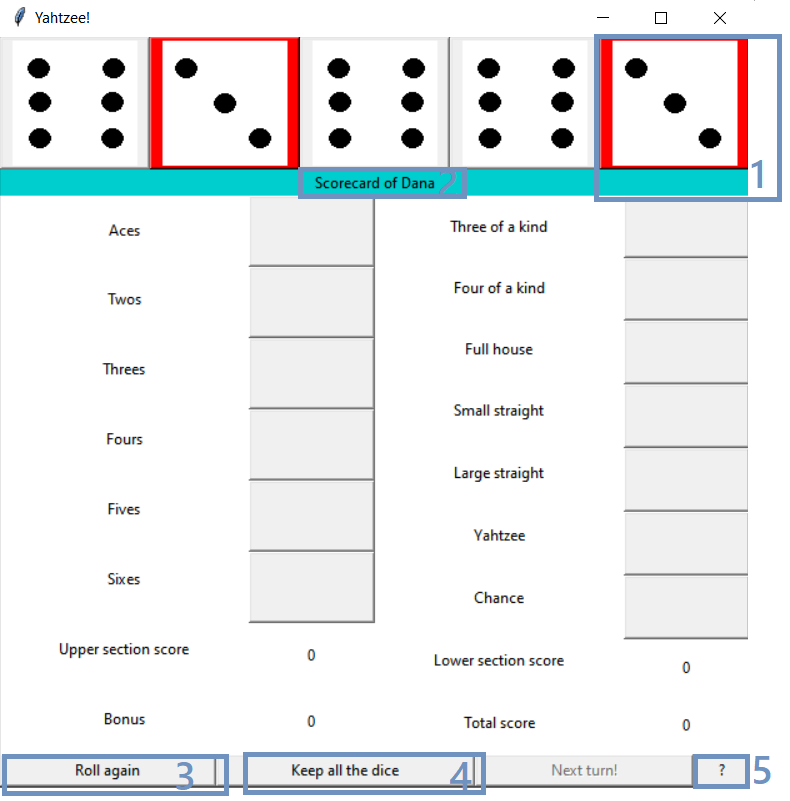 Yahtzee!
1
Scorecard of Dana 2
Aces
Three of a kind
Twos
Four of a kind
Threes
Full house
Fours
Small straight
Fives
Large straight
Sixes
Yahtzee
Chance
Upper section score 0
Lower section score 0
Bonus 0
Total score 0
Roll again 3 Keep all the dice 4 Next turn! ? 5